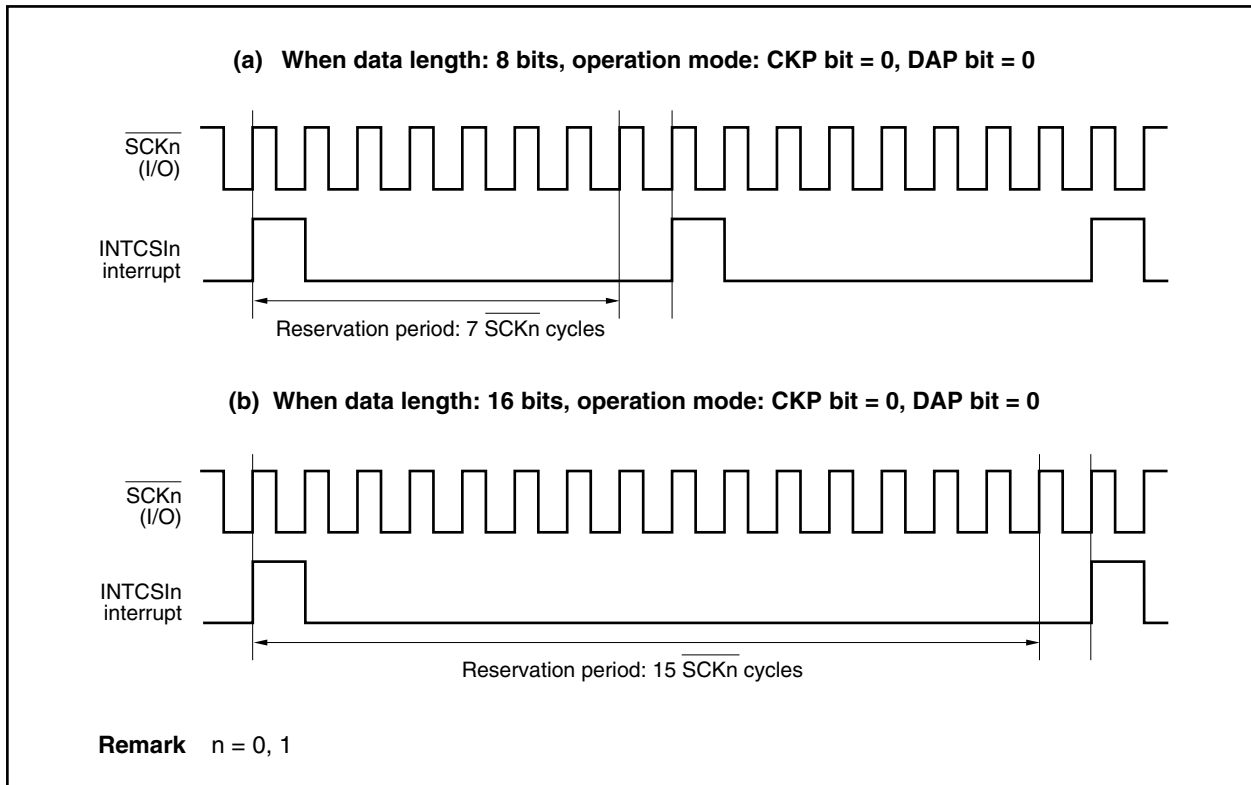 (a) When data length: 8 bits, operation mode: CKP bit = 0, DAP bit = 0
SCKn
(I/O)
INTCSIn
interrupt
Reservation period: 7 SCKn cycles
(b) When data length: 16 bits, operation mode: CKP bit = 0, DAP bit = 0
SCKn
(I/O)
INTCSIn
interrupt
Reservation period: 15 SCKn cycles
Remark n = 0, 1